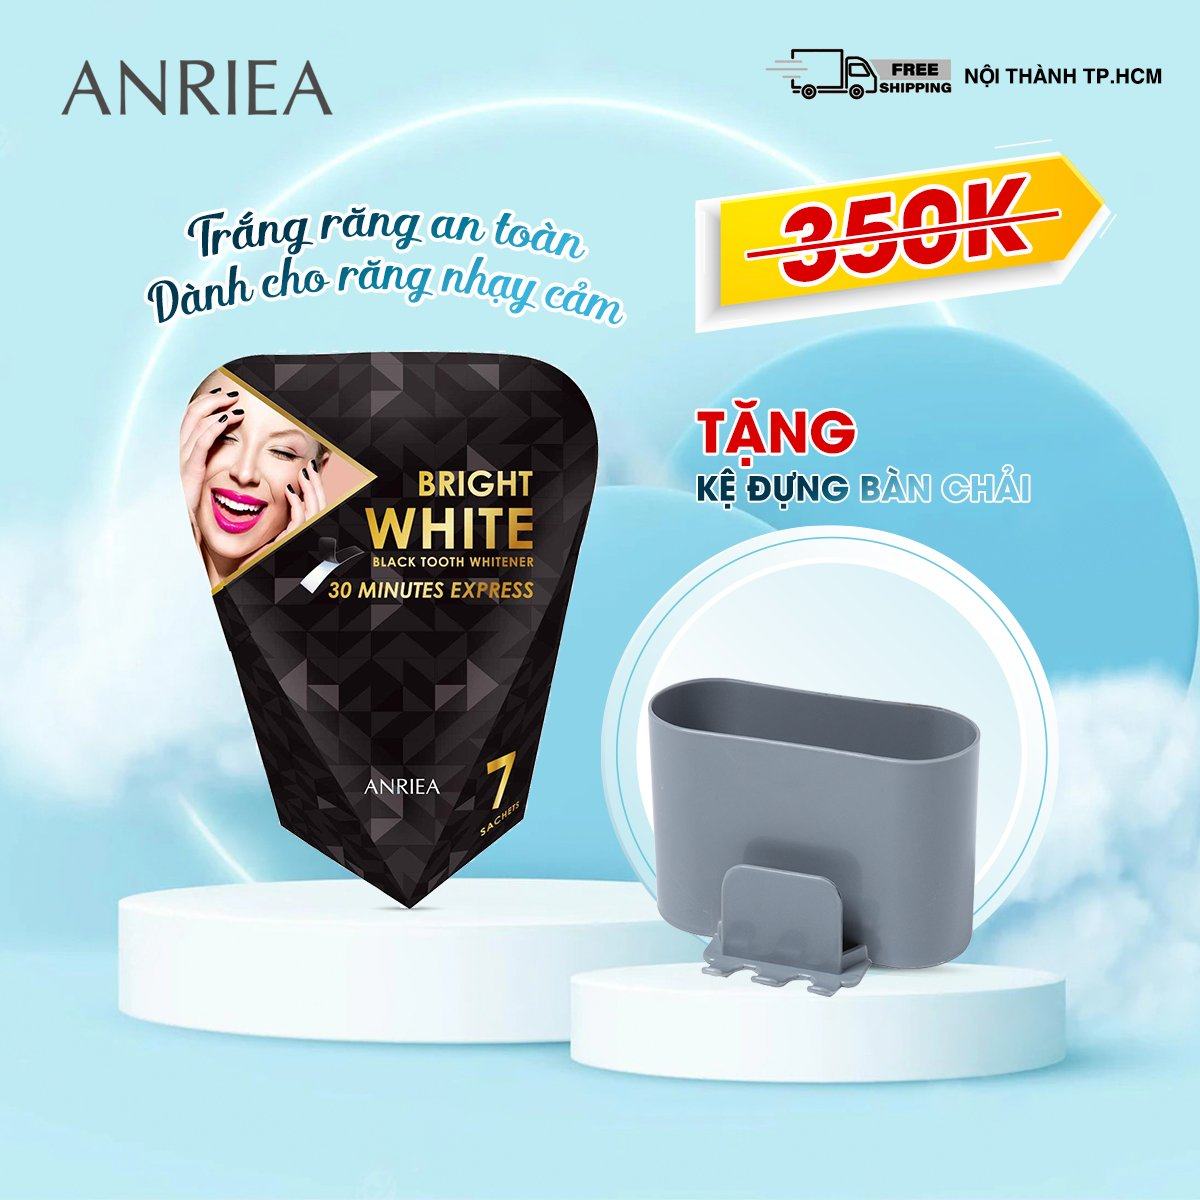 ANRIEA
FREE
SHIPPING
NỘI THÀNH TP.HCM
Trắng răng an toàn
Dành cho răng nhạy cảm
350K
TẶNG
KỆ ĐỰNG BÀN CHẢI
BRIGHT
WHITE
BLACK TOOTH WHITENER
30 MINUTES EXPRESS
ANRIEA
7
SACHETS